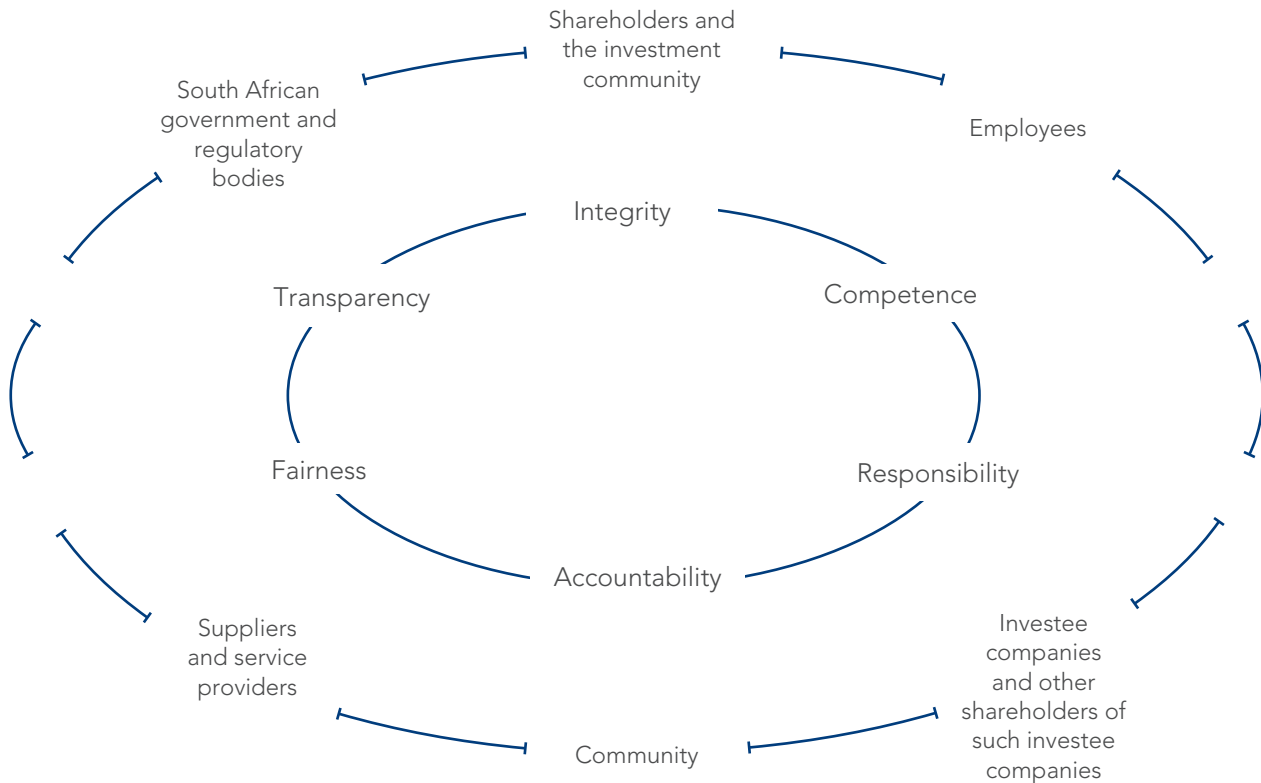 Shareholders and
the investment
community
South African
government and
regulatory
bodies
Employees
Integrity
Transparency
Competence
Fairness
Responsibility
Accountability
Suppliers
and service
providers
Investee
companies
and other
shareholders of
such investee
companies
Community